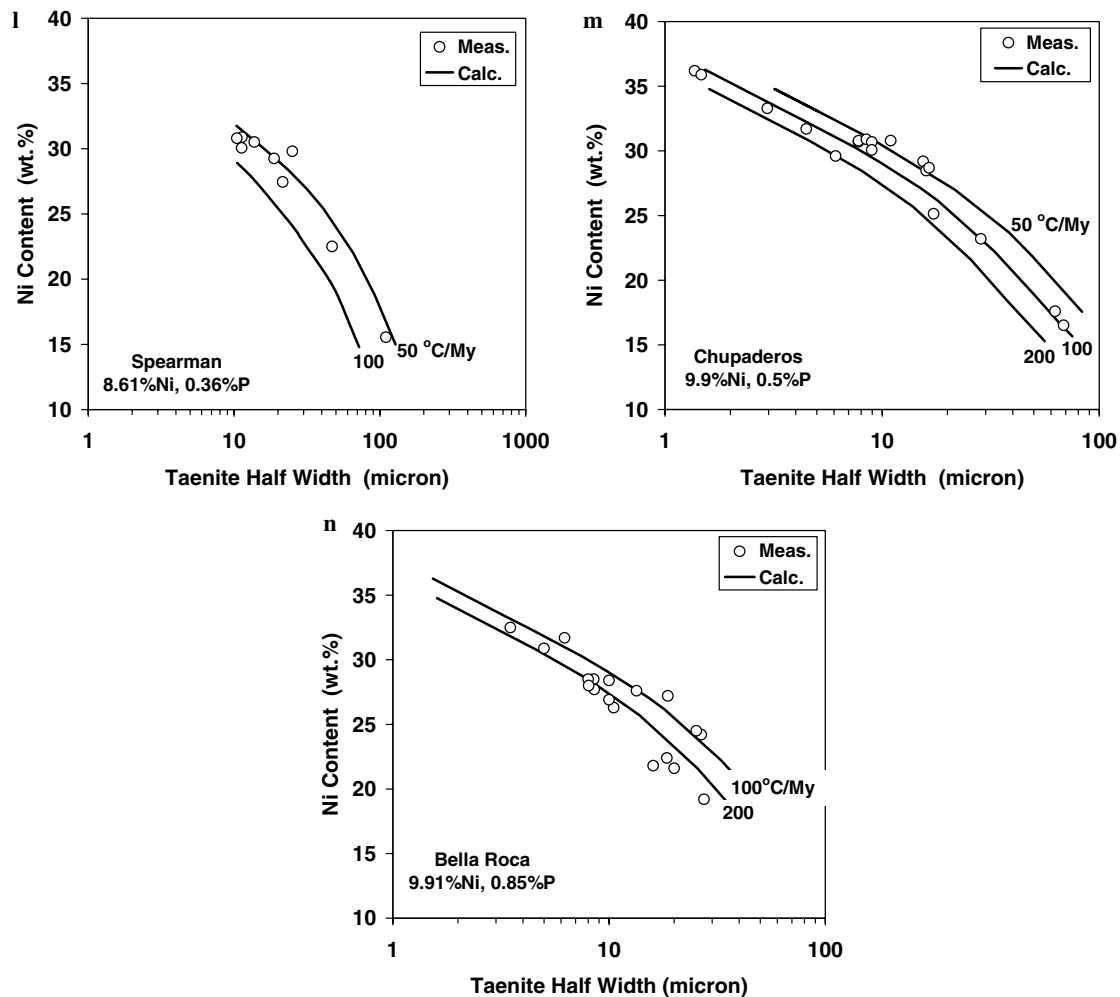 l
40
35
30
25
20
15
10
Ni Content (wt.%)
Meas.
Calc.
50 °C/My
100
Spearman
8.61%Ni, 0.36%P
1
10
100
1000
Taenite Half Width (micron)
m
40
35
30
25
20
15
10
Ni Content (wt.%)
Meas.
Calc.
50 °C/My
100
200
Chupaderos
9.9%Ni, 0.5%P
1
10
100
Taenite Half Width (micron)
n
40
35
30
25
20
15
10
Ni Content (wt.%)
Meas.
Calc.
100°C/My
200
Bella Roca
9.91%Ni, 0.85%P
1
10
100
Taenite Half Width (micron)